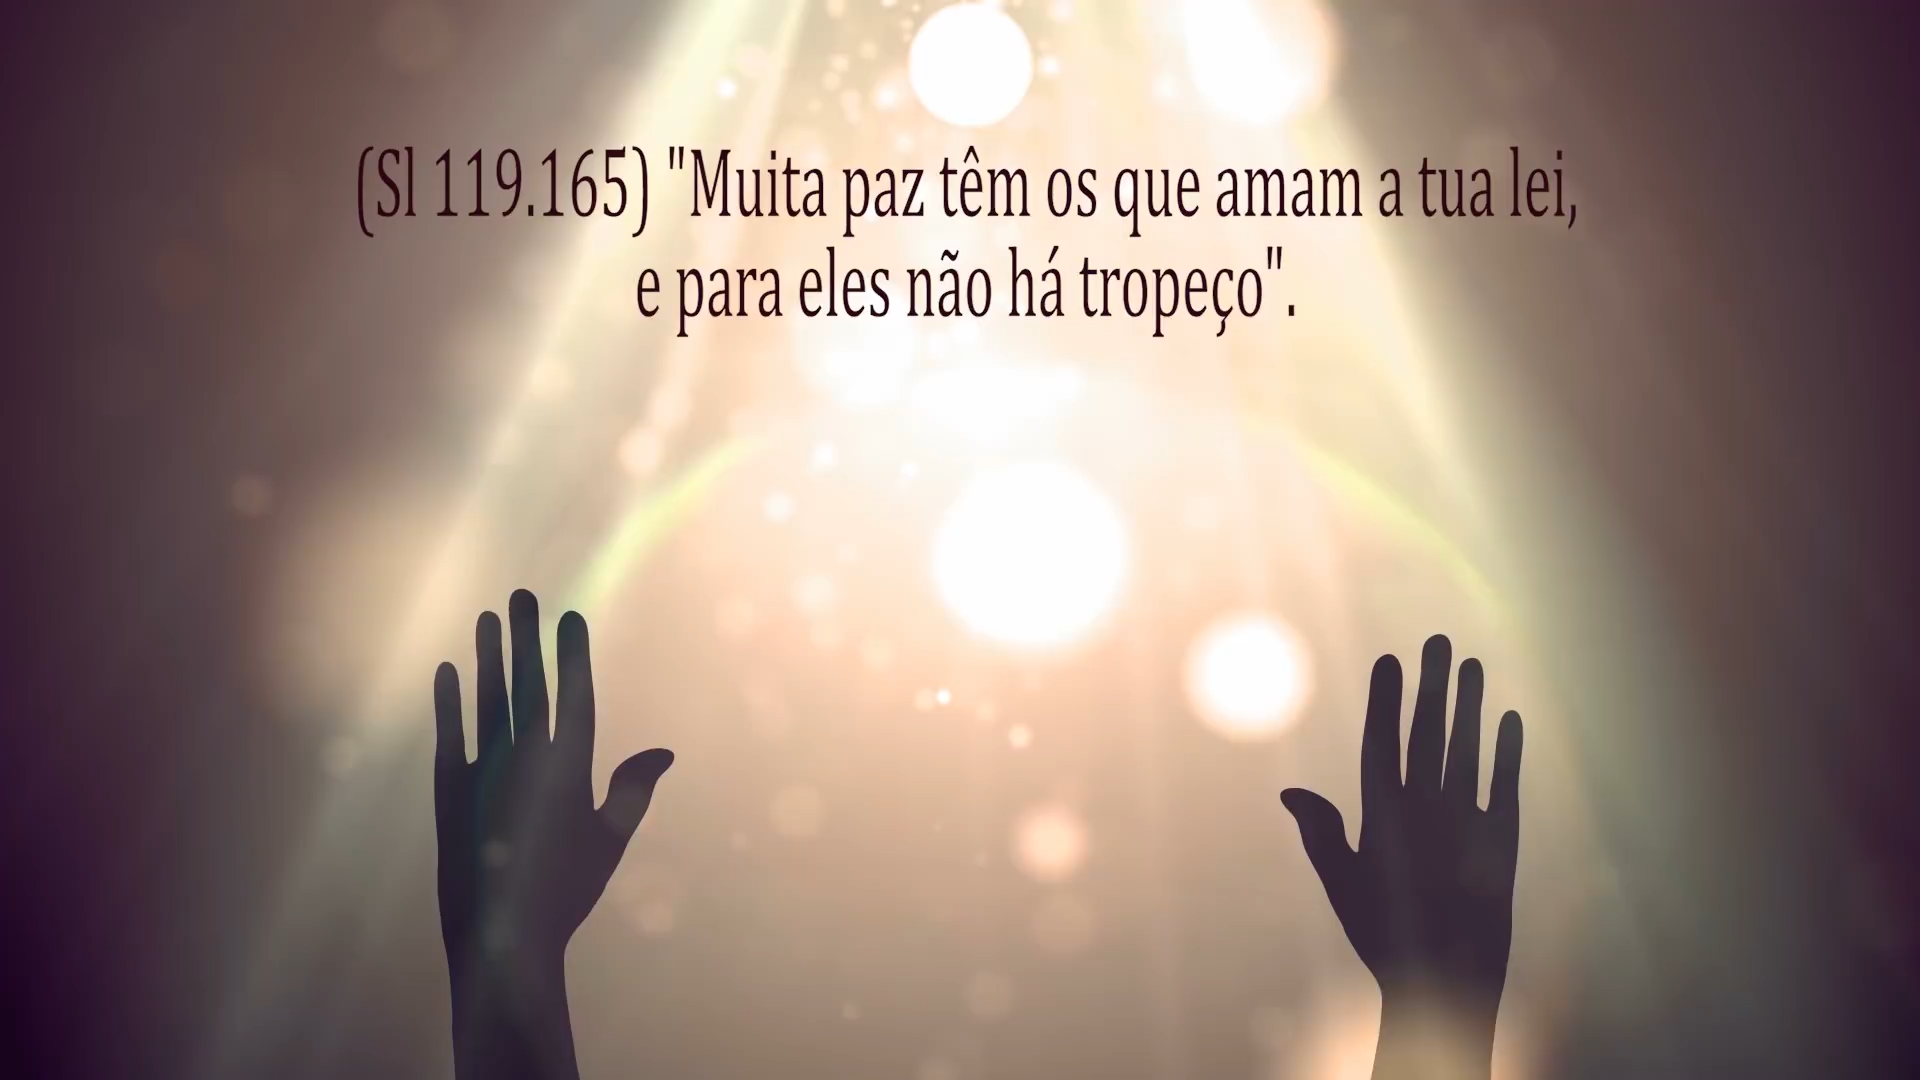 (Sl 119.165) "Muita paz têm os que amam a tua lei,
e para eles não há tropeço".